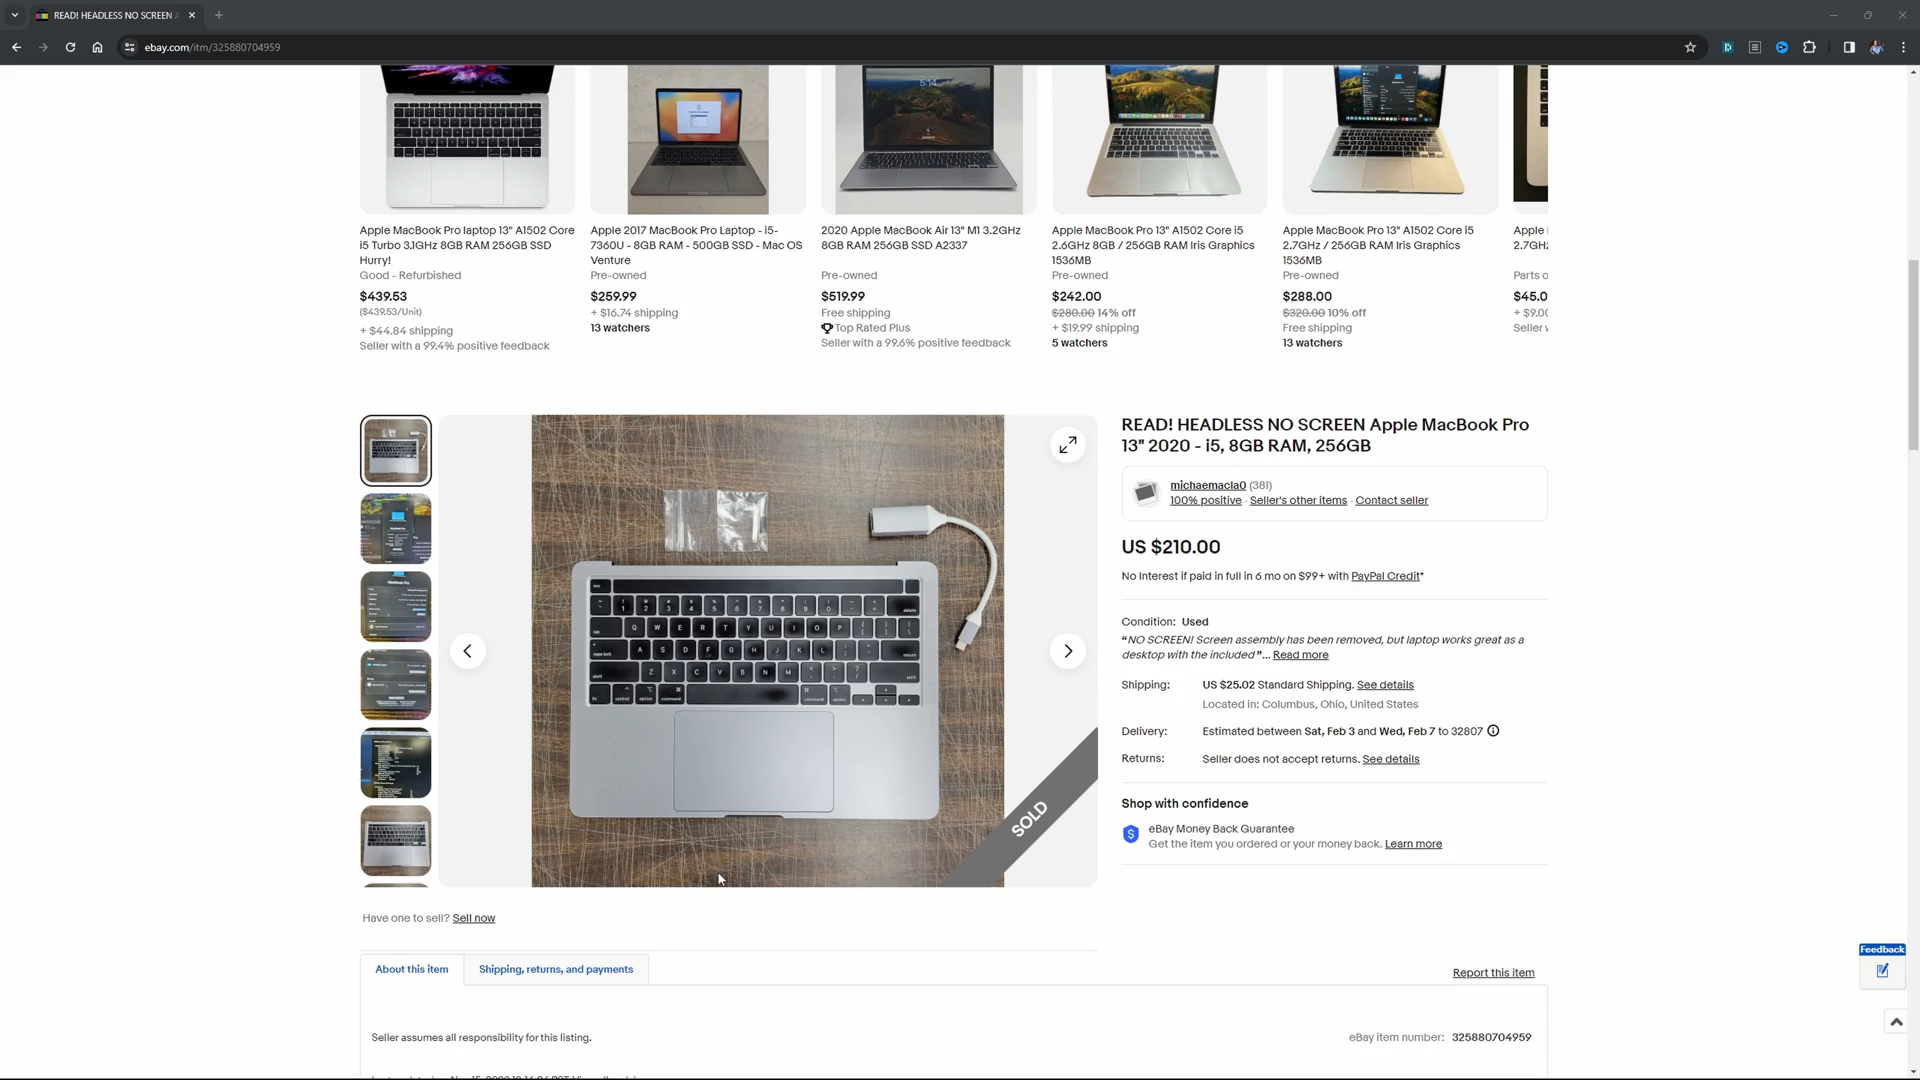 READ! HEADLESS NO SCREEN
ebay.com/itm/325880704959
Apple MacBook Pro laptop 13" A1502 Core
i5 Turbo 3.1GHz 8GB RAM 256GB SSD
Hurry!
Good - Refurbished
$439.53
($439.53/Unit)
+ $44.84 shipping
Seller with a 99.4% positive feedback
Apple 2017 MacBook Pro Laptop - i5-
7360U - 8GB RAM - 500GB SSD - Mac OS
Venture
Pre-owned
$259.99
+ $16.74 shipping
13 watchers
5:14
2020 Apple MacBook Air 13" M1 3.2GHz
8GB RAM 256GB SSD A2337
Pre-owned
$519.99
Free shipping
Top Rated Plus
Seller with a 99.6% positive feedback
Apple MacBook Pro 13" A1502 Core i5
2.6GHz 8GB / 256GB RAM Iris Graphics
1536MB
Pre-owned
$242.00
$280.00 14% off
+ $19.99 shipping
5 watchers
Apple MacBook Pro 13" A1502 Core i5
2.7GHz / 256GB RAM Iris Graphics
1536MB
Pre-owned
$288.00
$320.00 10% off
Free shipping
13 watchers
Apple
2.7GHz
Parts o
$45.0
+ $9.00
Seller
SOLD
READ! HEADLESS NO SCREEN Apple MacBook Pro
13" 2020 - i5, 8GB RAM, 256GB
michaemacla0 (381)
100% positive · Seller's other items · Contact seller
US $210.00
No Interest if paid in full in 6 mo on $99+ with PayPal Credit*
Condition: Used
“NO SCREEN! Screen assembly has been removed, but laptop works great as a
desktop with the included ”... Read more
Shipping: US $25.02 Standard Shipping. See details
Located in: Columbus, Ohio, United States
Delivery: Estimated between Sat, Feb 3 and Wed, Feb 7 to 32807
Returns: Seller does not accept returns. See details
Shop with confidence
eBay Money Back Guarantee
Get the item you ordered or your money back. Learn more
Have one to sell? Sell now
Feedback
About this item
Shipping, returns, and payments
Report this item
Seller assumes all responsibility for this listing.
eBay item number: 325880704959